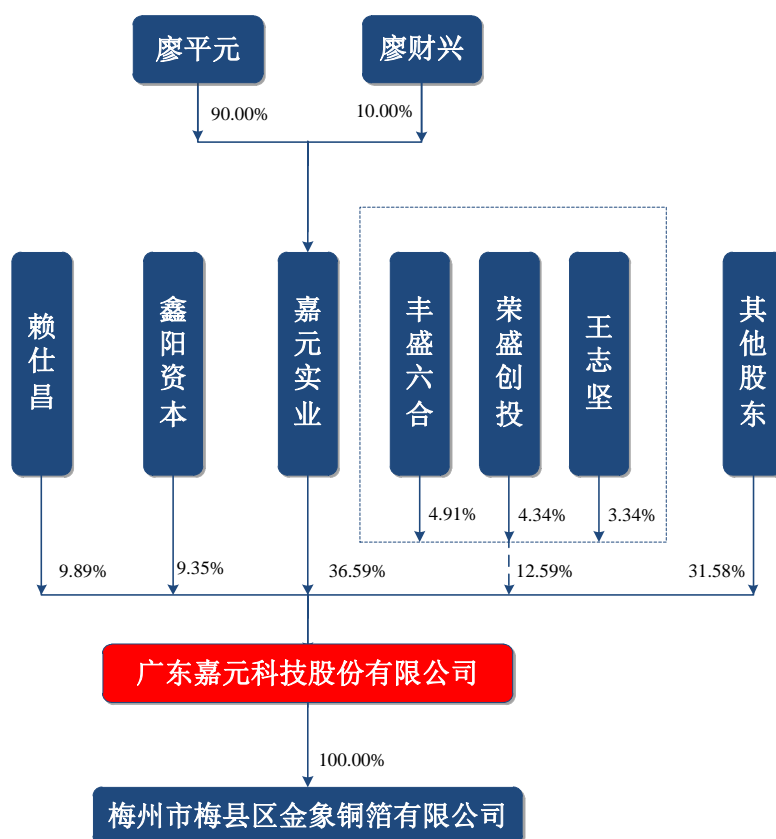 廖平元
廖财兴
90.00%
10.00%
赖仕昌
鑫阳资本
嘉元实业
丰盛六合
荣盛创投
王志坚
其他股东
4.91%
4.34%
3.34%
9.89%
9.35%
36.59%
12.59%
31.58%
广东嘉元科技股份有限公司
100.00%
梅州市梅县区金象铜箔有限公司